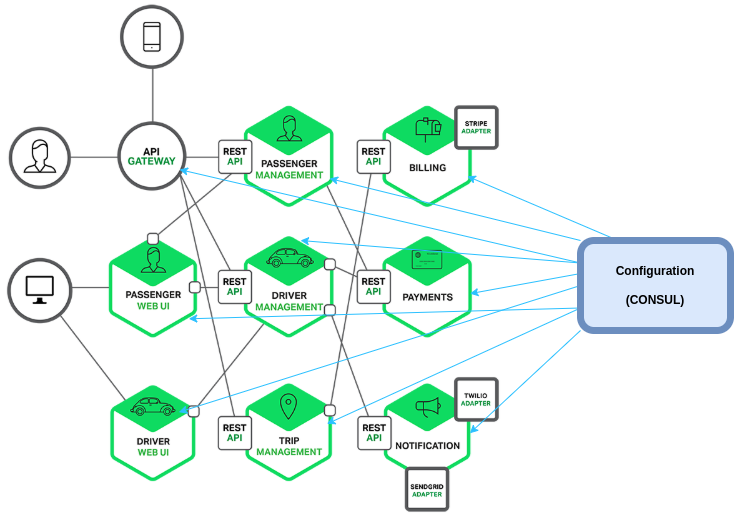 API
GATEWAY
REST
API
PASSENGER
MANAGEMENT
REST
API
BILLING
STRIPE
ADAPTER
Configuration
(CONSUL)
PASSENGER
WEB UI
REST
API
DRIVER
MANAGEMENT
REST
API
PAYMENTS
DRIVER
WEB UI
REST
API
TRIP
MANAGEMENT
REST
API
NOTIFICATION
TWILIO
ADAPTER
SENDGRID
ADAPTER